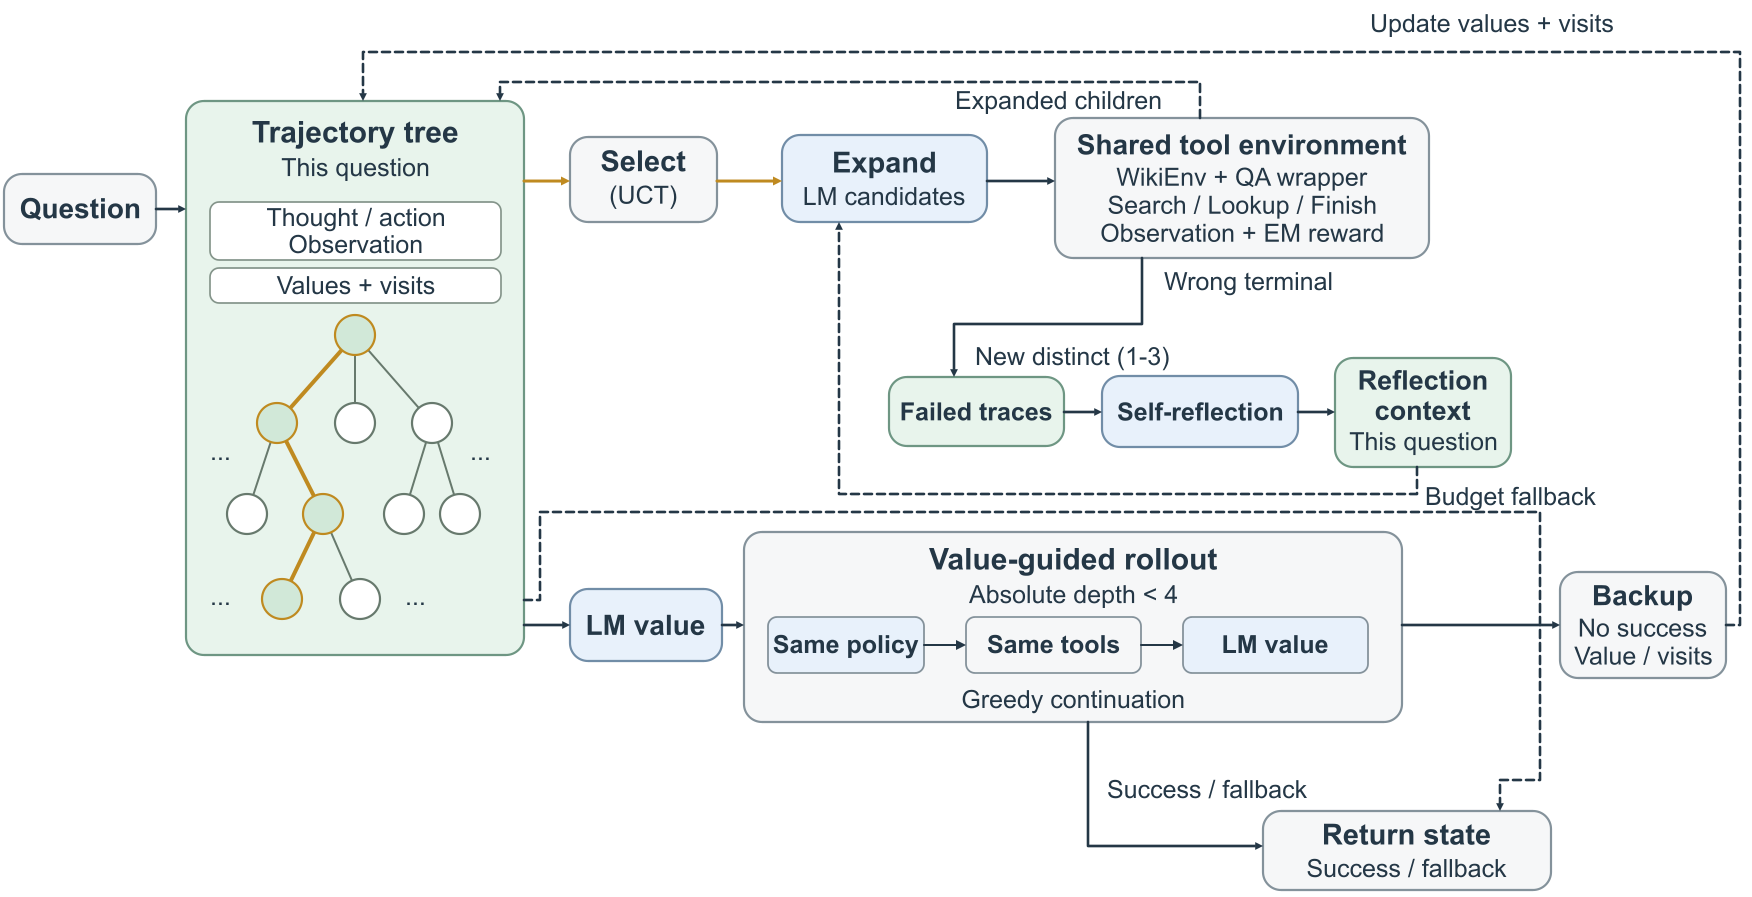 Update values + visits
Expanded children
Question
Trajectory tree
This question
Thought / action
Observation
Values + visits
...
...
...
...
Select
(UCT)
Expand
LM candidates
Shared tool environment
WikiEnv + QA wrapper
Search / Lookup / Finish
Observation + EM reward
Wrong terminal
New distinct (1-3)
Failed traces
Self-reflection
Reflection
context
This question
Budget fallback
LM value
Value-guided rollout
Absolute depth < 4
Same policy
Same tools
LM value
Greedy continuation
Backup
No success
Value / visits
Success / fallback
Return state
Success / fallback